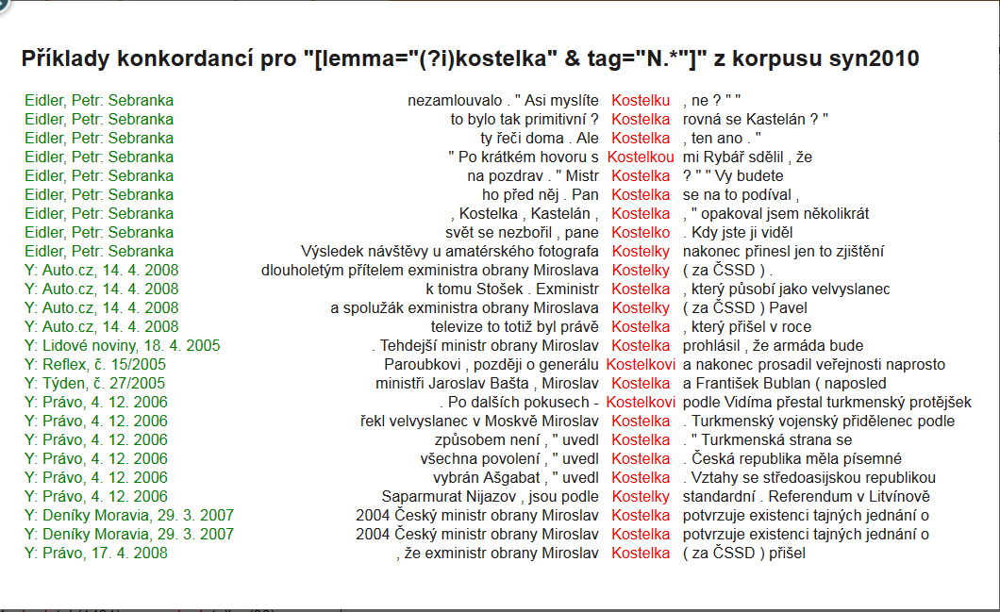 Příklady konkordancí pro "[lemma="(?i)kostelka" & tag="N.*"]" z korpusu syn2010
Eidler, Petr: Sebranka nezamlouvalo . " Asi myslíte Kostelku , ne ? " "
Eidler, Petr: Sebranka to bylo tak primitivní ? Kostelka rovná se Kastelán ? "
Eidler, Petr: Sebranka ty řeči doma . Ale Kostelka , ten ano . "
Eidler, Petr: Sebranka " Po krátkém hovoru s Kostelkou mi Rybář sdělil , že
Eidler, Petr: Sebranka na pozdrav . " Mistr Kostelka ? " " Vy budete
Eidler, Petr: Sebranka ho před něj . Pan Kostelka se na to podíval ,
Eidler, Petr: Sebranka , Kostelka , Kastelán , Kostelka , " opakoval jsem několikrát
Eidler, Petr: Sebranka svět se nezbořil , pane Kostelko . Kdy jste ji viděl
Eidler, Petr: Sebranka Výsledek návštěvy u amatérského fotografa Kostelky nakonec přinesl jen to zjištění
Y: Auto.cz, 14. 4. 2008 dlouholetým přítelem exministra obrany Miroslava Kostelky ( za ČSSD ) .
Y: Auto.cz, 14. 4. 2008 k tomu Stošek . Exministr Kostelka , který působí jako velvyslanec
Y: Auto.cz, 14. 4. 2008 a spolužák exministra obrany Miroslava Kostelky ( za ČSSD ) Pavel
Y: Auto.cz, 14. 4. 2008 televize to totiž byl právě Kostelka , který přišel v roce
Y: Lidové noviny, 18. 4. 2005 . Tehdejší ministr obrany Miroslav Kostelka prohlásil , že armáda bude
Y: Reflex, č. 15/2005 Paroubkovi , později o generálu Kostelkovi a nakonec prosadil veřejnosti naprosto
Y: Týden, č. 27/2005 ministři Jaroslav Bašta , Miroslav Kostelka a František Bublan ( naposled
Y: Právo, 4. 12. 2006 . Po dalších pokusech - Kostelkovi podle Vidíma přestal turkmenský protějšek
Y: Právo, 4. 12. 2006 řekl velvyslanec v Moskvě Miroslav Kostelka . Turkmenský vojenský přidělenec podle
Y: Právo, 4. 12. 2006 způsobem není , " uvedl Kostelka . " Turkmenská strana se
Y: Právo, 4. 12. 2006 všechna povolení , " uvedl Kostelka . Česká republika měla písemné
Y: Právo, 4. 12. 2006 vybrán Ašgabat , " uvedl Kostelka . Vztahy se středoasijskou republikou
Y: Právo, 4. 12. 2006 Saparmurat Nijazov , jsou podle Kostelky standardní . Referendum v Litvínově
Y: Deníky Moravia, 29. 3. 2007 2004 Český ministr obrany Miroslav Kostelka potvrzuje existenci tajných jednání o
Y: Deníky Moravia, 29. 3. 2007 2004 Český ministr obrany Miroslav Kostelka potvrzuje existenci tajných jednání o
Y: Právo, 17. 4. 2008 , že exministr obrany Miroslav Kostelka ( za ČSSD ) přišel